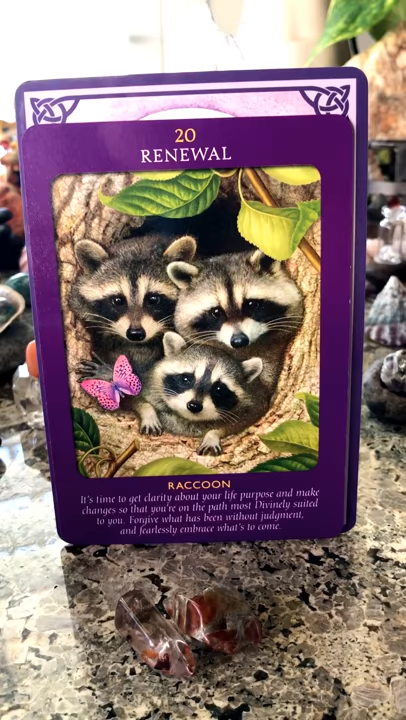 20
RENEWAL
RACCOON
It's time to get clarity about your life purpose and make
changes so that you're on the path most Divinely suited
to you. Forgive what has been without judgment,
and fearlessly embrace what's to come.